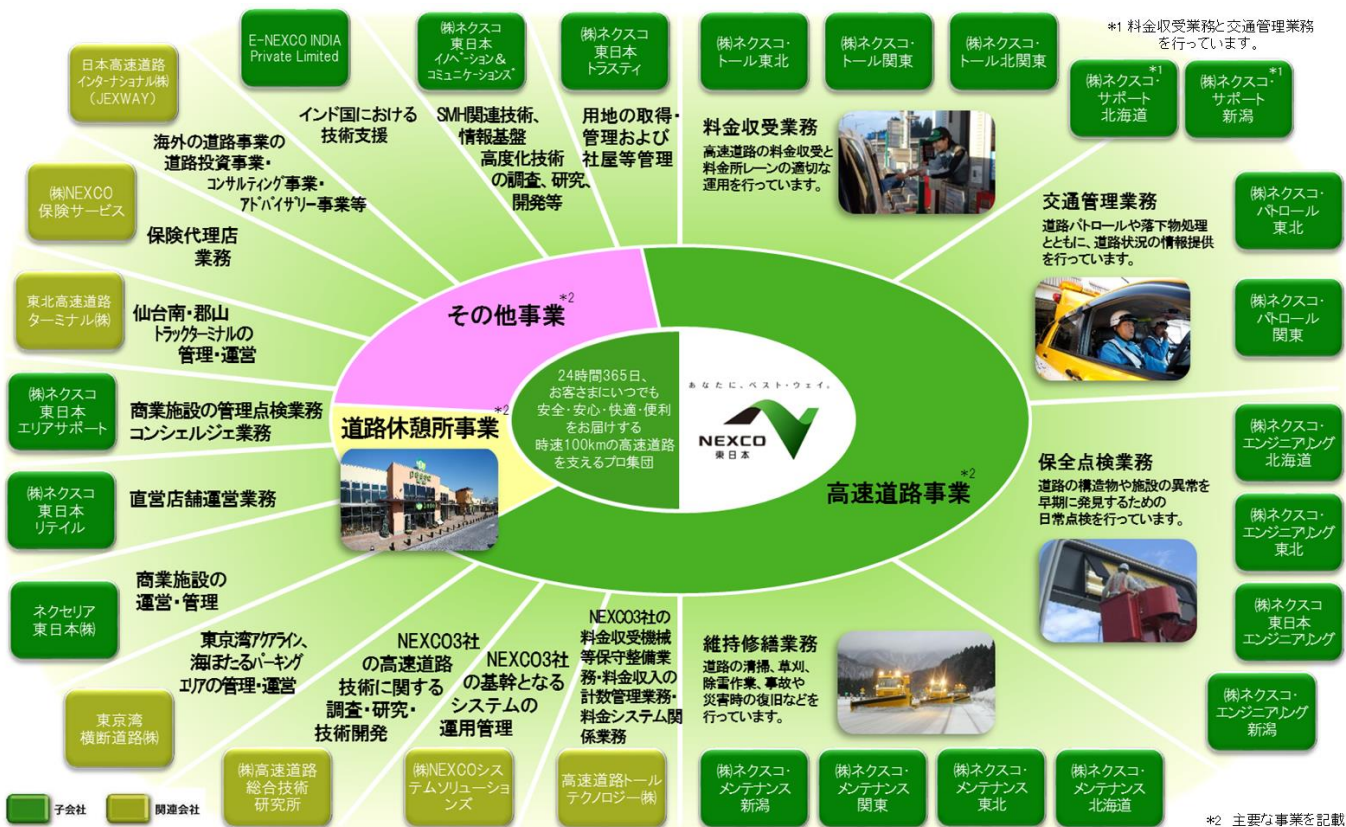 E-NEXCO INDIA
Private Limited
インド国における
技術支援
㈱ネクスコ
東日本
イノベーション&
コミュニケーションズ
SMH関連技術、
情報基盤
高度化技術
の調査、研究、
開発等
㈱ネクスコ
東日本
トラスティ
用地の取得・
管理および
社屋等管理
㈱ネクスコ・
トール東北
㈱ネクスコ・
トール関東
㈱ネクスコ・
トール北関東
料金収受業務
高速道路の料金収受と
料金所レーンの適切な
運用を行っています。
*1 料金収受業務と交通管理業務
を行っています。
㈱ネクスコ・*1
サポート
北海道
㈱ネクスコ・*1
サポート
新潟
交通管理業務
道路パトロールや落下物処理
とともに、道路状況の情報提供
を行っています。
㈱ネクスコ・
パトロール
東北
㈱ネクスコ・
パトロール
関東
日本高速道路
インターナショナル㈱
(JEXWAY)
海外の道路事業の
道路投資事業・
コンサルティング事業・
アドバイザリー事業等
㈱NEXCO
保険サービス
保険代理店
業務
東北高速道路
ターミナル㈱
仙台南・郡山
トラックターミナルの
管理・運営
㈱ネクスコ
東日本
エリアサポート
商業施設の管理点検業務
コンシェルジェ業務
㈱ネクスコ
東日本
リテイル
直営店舗運営業務
ネクセリア
東日本㈱
商業施設の
運営・管理
東京湾
横断道路㈱
東京湾アクアライン、
海ほたるパーキング
エリアの管理・運営
その他事業*2
道路休憩所事業*2
24時間365日、
お客さまにいつでも
安全・安心・快適・便利
をお届けする
時速100kmの高速道路
を支えるプロ集団
あなたに、ベスト・ウェイ。
NEXCO
東日本
高速道路事業*2
保全点検業務
道路の構造物や施設の異常を
早期に発見するための
日常点検を行っています。
㈱ネクスコ・
エンジニアリング
北海道
㈱ネクスコ・
エンジニアリング
東北
㈱ネクスコ
東日本
エンジニアリング
㈱ネクスコ・
エンジニアリング
新潟
NEXCO3社
の高速道路
技術に関する
調査・研究・
技術開発
㈱高速道路
総合技術
研究所
NEXCO3社
の基幹となる
システムの
運用管理
㈱NEXCOシス
テムソリューショ
ンズ
NEXCO3社の
料金収受機械
等保守整備業
務・料金収入の
計数管理業務・
料金システム関
係業務
高速道路トール
テクノロジー㈱
維持修繕業務
道路の清掃、草刈、
除雪作業、事故や
災害時の復旧などを
行っています。
㈱ネクスコ・
メンテナンス
新潟
㈱ネクスコ・
メンテナンス
関東
㈱ネクスコ・
メンテナンス
東北
㈱ネクスコ・
メンテナンス
北海道
子会社
関連会社
*2 主要な事業を記載